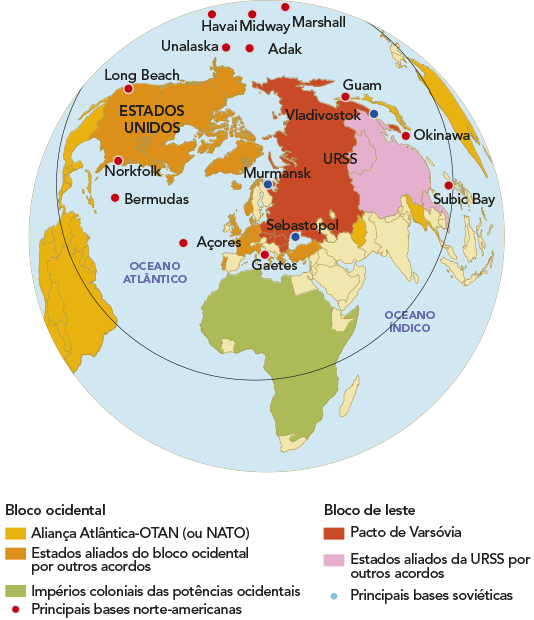 Havai Midway Marshall
Unalaska Adak
Long Beach
Guam
ESTADOS
UNIDOS
Vladivostok
Okinawa
URSS
Norkfolk
Murmansk
Bermudas
Subic Bay
Sebastopol
Açores
Gaetes
OCEANO
ATLÂNTICO
OCEANO
ÍNDICO
Bloco ocidental
Aliança Atlântica-OTAN (ou NATO)
Estados aliados do bloco ocidental
por outros acordos
Impérios coloniais das potências ocidentais
Principais bases norte-americanas
Bloco de leste
Pacto de Varsóvia
Estados aliados da URSS por
outros acordos
Principais bases soviéticas